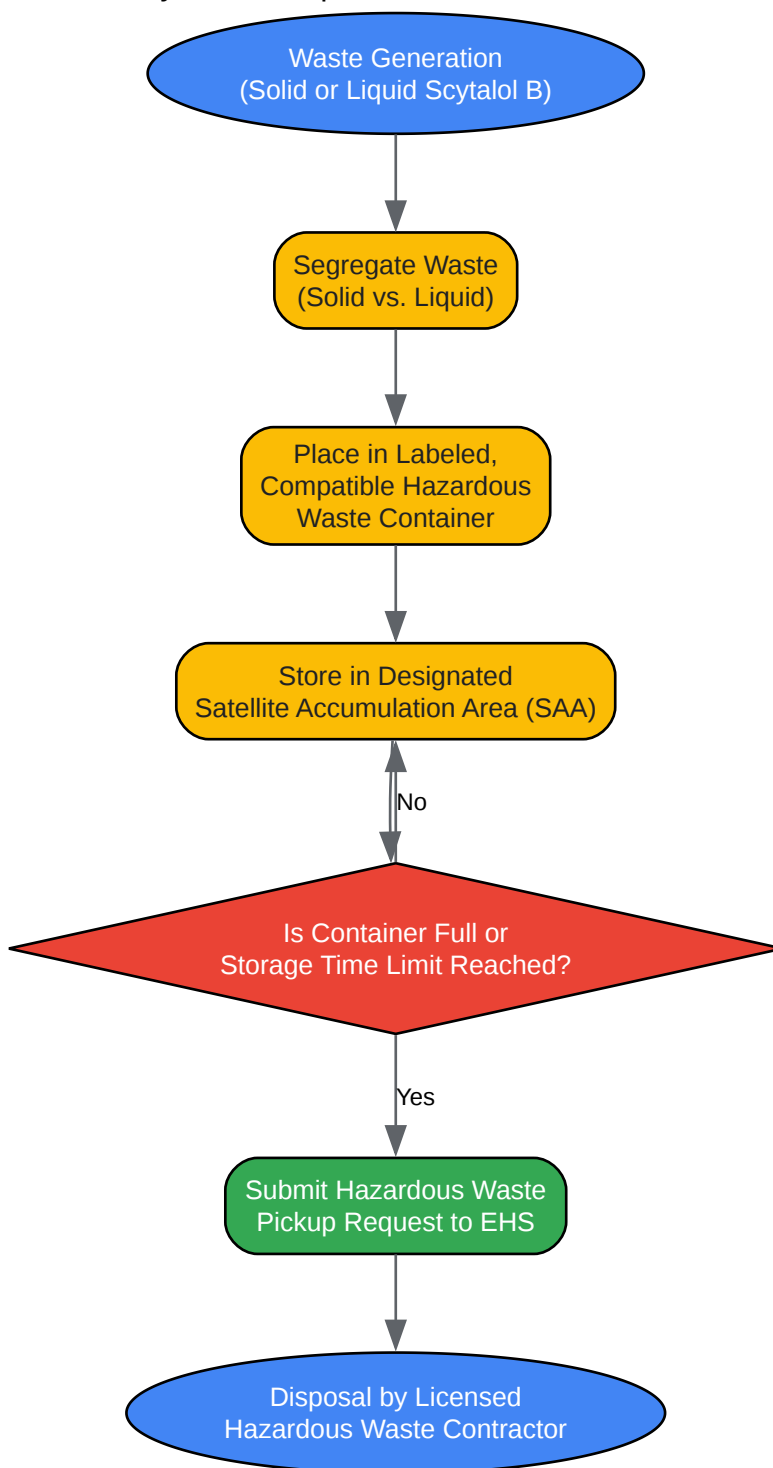 Waste Generation
(Solid or Liquid Scytalol B)
Segregate Waste
(Solid vs. Liquid)
Place in Labeled,
Compatible Hazardous
Waste Container
Store in Designated
Satellite Accumulation Area (SAA)
No
Is Container Full or
Storage Time Limit Reached?
Yes
Submit Hazardous Waste
Pickup Request to EHS
Disposal by Licensed
Hazardous Waste Contractor